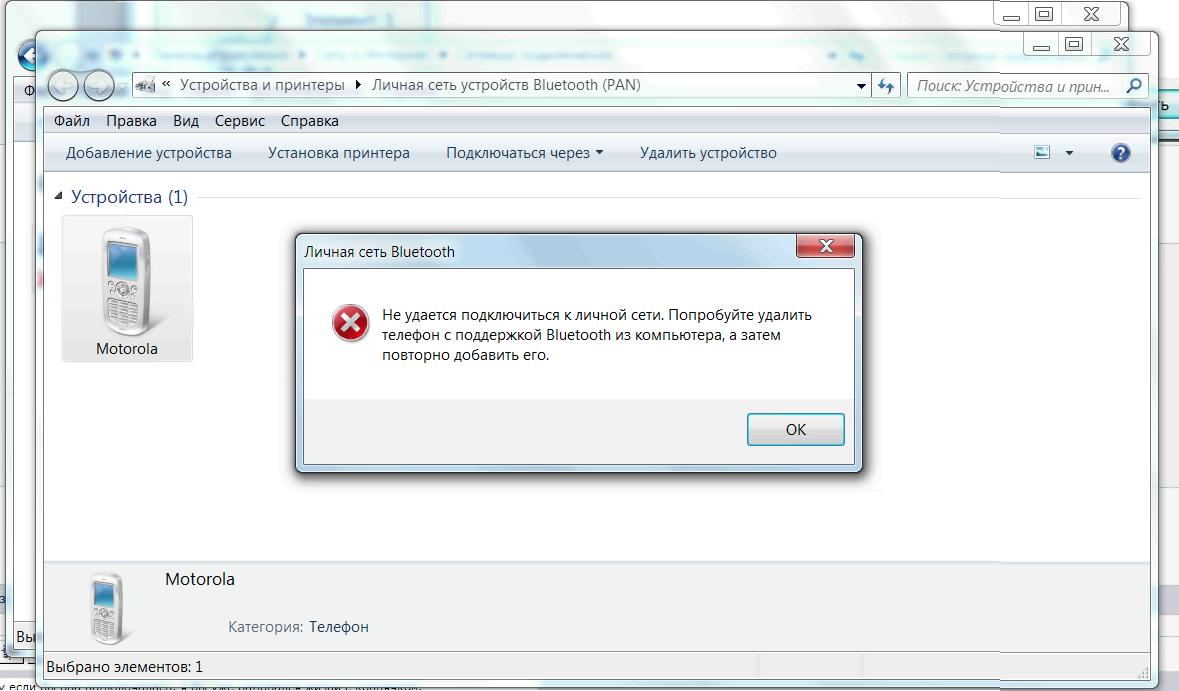 « Устройства и принтеры Личная сеть устройств Bluetooth (PAN) Поиск: Устройства и прин...
Файл Правка Вид Сервис Справка
Добавление устройства Установка принтера Подключаться через Удалить устройство
Устройства (1)
Motorola
Личная сеть Bluetooth
Не удается подключиться к личной сети. Попробуйте удалить
телефон с поддержкой Bluetooth из компьютера, а затем
повторно добавить его.
OK
Motorola
Категория: Телефон
Выбрано элементов: 1